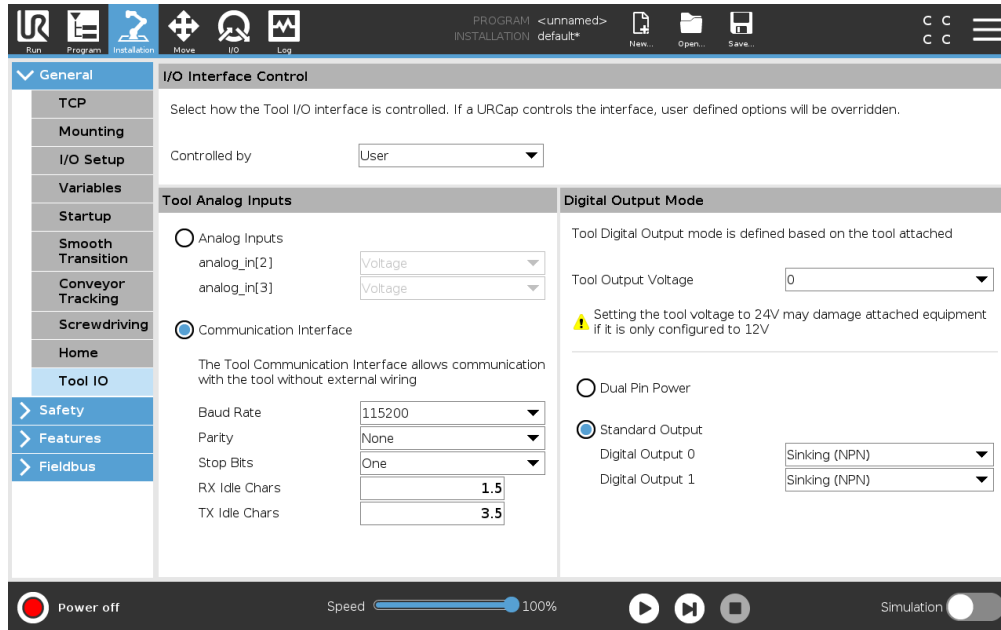 UR
PROGRAM <unnamed>
INSTALLATION default*
C C
C C
Run Program Installation Move I/O Log New... Open... Save...
General
TCP
Mounting
I/O Setup
Variables
Startup
Smooth
Transition
Conveyor
Tracking
Screwdriving
Home
Tool IO
Safety
Features
Fieldbus
I/O Interface Control
Select how the Tool I/O interface is controlled. If a URCap controls the interface, user defined options will be overridden.
Controlled by User
Tool Analog Inputs
Analog Inputs
analog_in[2] Voltage
analog_in[3] Voltage
Communication Interface
The Tool Communication Interface allows communication
with the tool without external wiring
Baud Rate 115200
Parity None
Stop Bits One
RX Idle Chars 1.5
TX Idle Chars 3.5
Digital Output Mode
Tool Digital Output mode is defined based on the tool attached
Tool Output Voltage 0
Setting the tool voltage to 24V may damage attached equipment
if it is only configured to 12V
Dual Pin Power
Standard Output
Digital Output 0 Sinking (NPN)
Digital Output 1 Sinking (NPN)
Power off
Speed 100%
Simulation